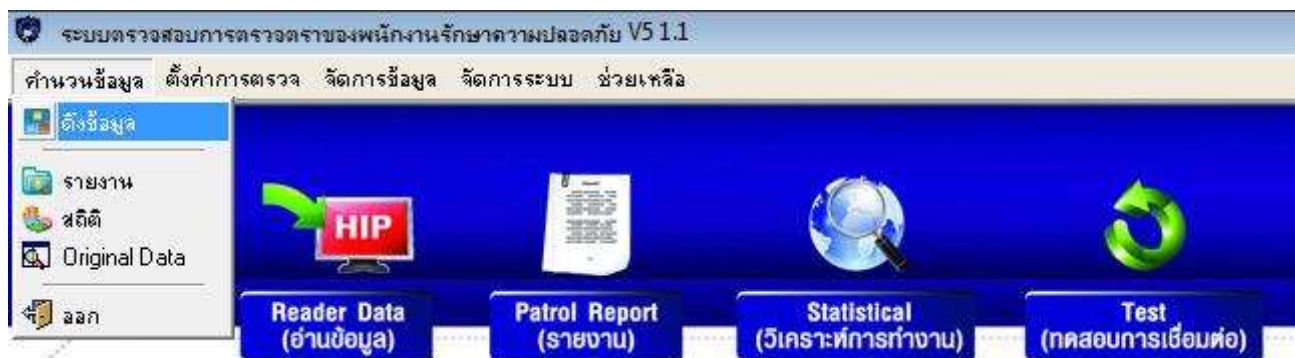 ระบบตรวจสอบการตรวจตราของพนักงานรักษาความปลอดภัย V5 1.1
คำนวนข้อมูล ตั้งค่าการตรวจ จัดการข้อมูล จัดการระบบ ช่วยเหลือ
ดึงข้อมูล
รายงาน
สถิติ
Original Data
ออก
HIP
Reader Data
(อ่านข้อมูล)
Patrol Report
(รายงาน)
Statistical
(วิเคราะห์การทำงาน)
Test
(ทดสอบการเชื่อมต่อ)